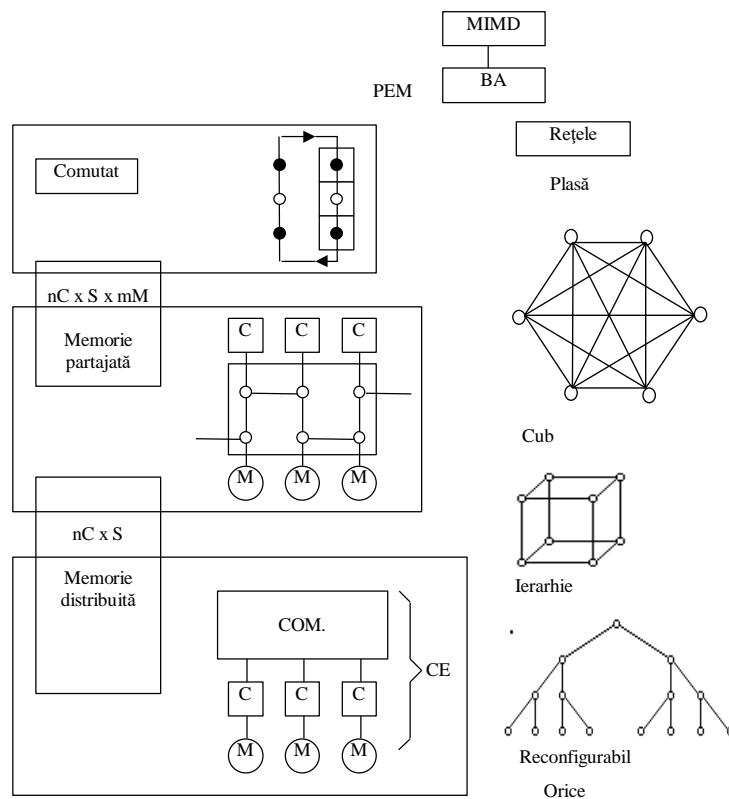 MIMD
BA
PEM
Reţele
Comutat
Plasă
nC x S x mM
Memorie
partajată
C C C
M M M
Cub
nC x S
Memorie
distribuită
COM.
CE
C C C
M M M
Ierarhie
Reconfigurabil
Orice